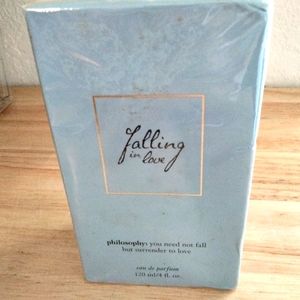 falling
in love
philosophy: you need not fall
but surrender to love
eau de parfum
120 ml/4 fl. oz.